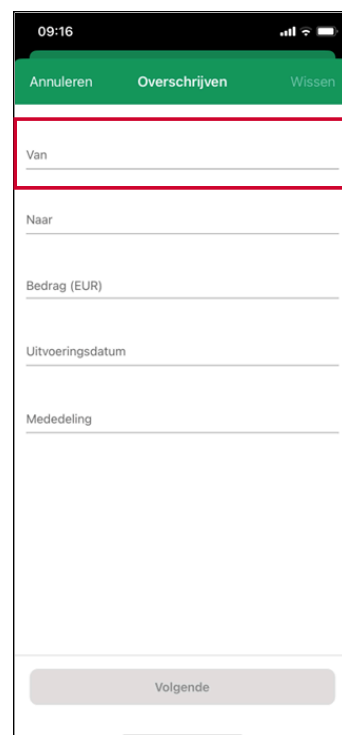 09:16
Annuleren Overschrijven Wissen
Van
Naar
Bedrag (EUR)
Uitvoeringsdatum
Mededeling
Volgende